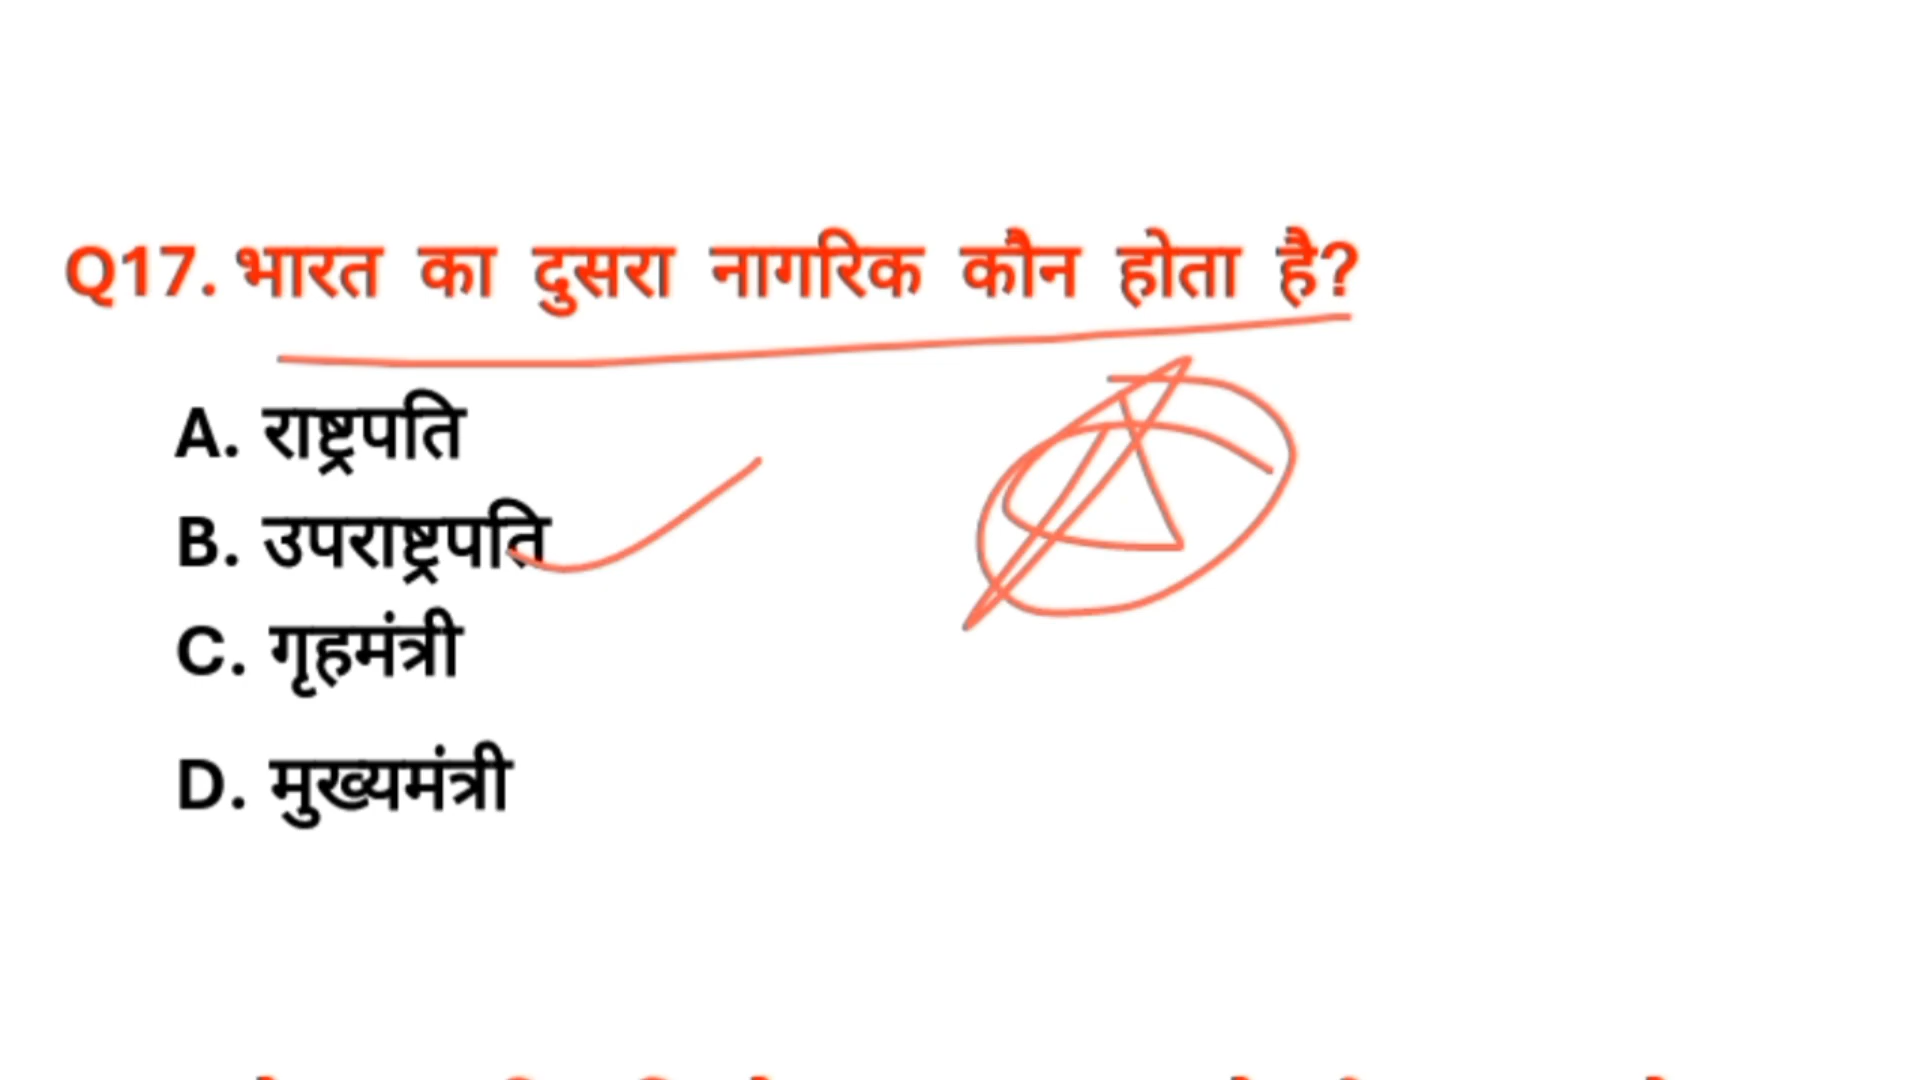 Q17. भारत का दुसरा नागरिक कौन होता है?
A. राष्ट्रपति
B. उपराष्ट्रपति
C. गृहमंत्री
D. मुख्यमंत्री